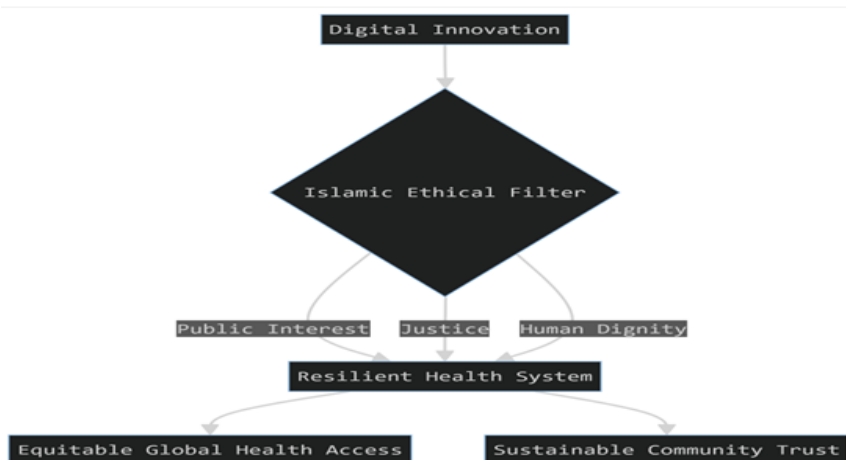 Digital Innovation
Islamic Ethical Filter
Public Interest
Justice
Human Dignity
Resilient Health System
Equitable Global Health Access
Sustainable Community Trust